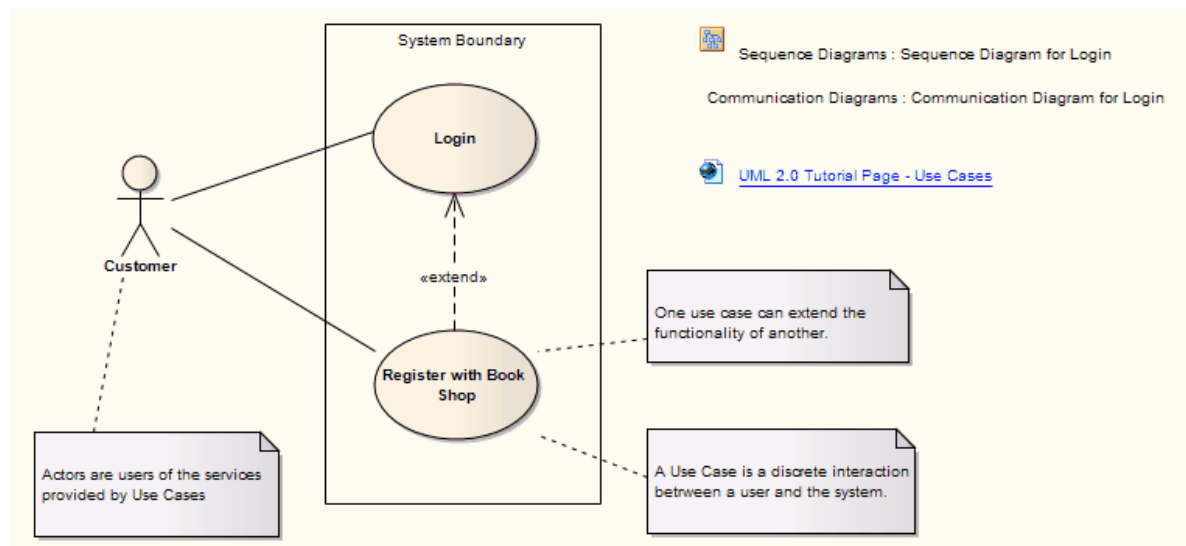 System Boundary
Sequence Diagrams : Sequence Diagram for Login
Communication Diagrams : Communication Diagram for Login
Login
UML 2.0 Tutorial Page - Use Cases
Customer
«extend»
One use case can extend the
functionality of another.
Register with Book
Shop
Actors are users of the services
provided by Use Cases
A Use Case is a discrete interaction
betrween a user and the system.